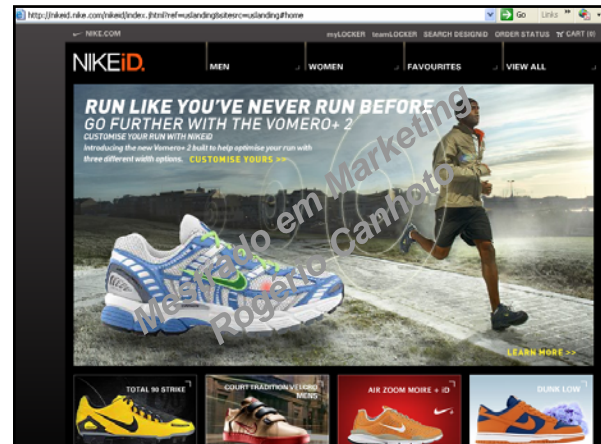 http://nikeid.nike.com/nikeid/index.jhtml?ref=uslanding&sitesrc=uslanding#home
Go
Links
NIKE.COM
myLOCKER teamLOCKER SEARCH DESIGNiD ORDER STATUS CART (0)
NIKEiD.
MEN
WOMEN
FAVOURITES
VIEW ALL
RUN LIKE YOU'VE NEVER RUN BEFORE
GO FURTHER WITH THE VOMERO+ 2
CUSTOMISE YOUR RUN WITH NIKEiD
Introducing the new Vomero+ 2 built to help optimise your run with
three different width options. CUSTOMISE YOURS >>
Mestrado em Marketing
Rogério Canhoto
LEARN MORE >>
TOTAL 90 STRIKE
COURT TRADITION VELCRO
MENS
AIR ZOOM MOIRE + iD
DUNK LOW